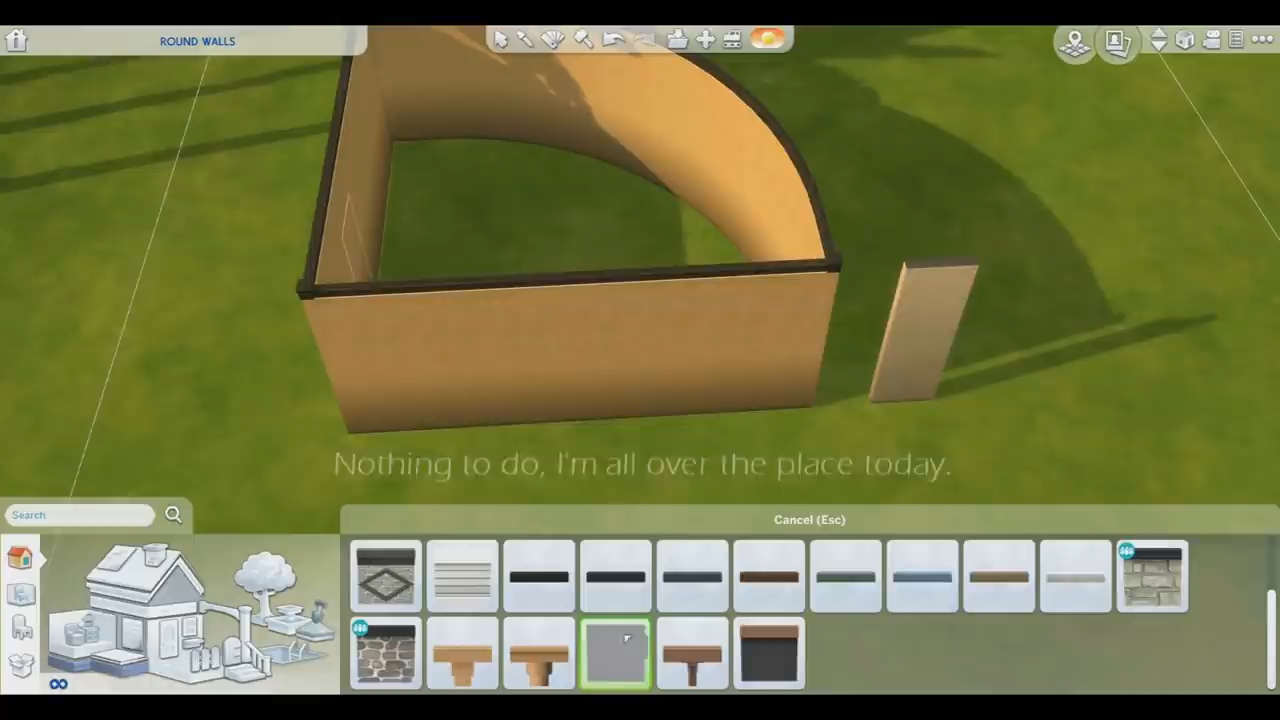 ROUND WALLS
Nothing to do, I'm all over the place today.
Search
Cancel (Esc)